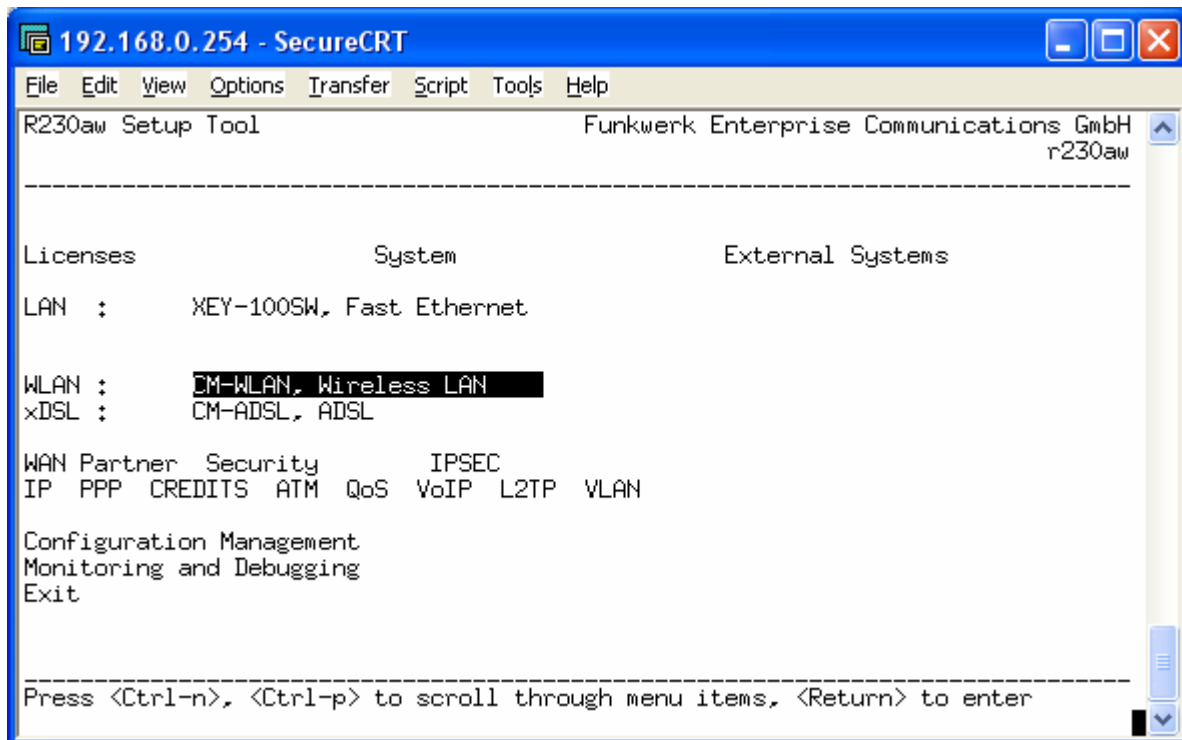 192.168.0.254 - SecureCRT
File Edit View Options Transfer Script Tools Help
R230aw Setup Tool Funkwerk Enterprise Communications GmbH
r230aw
Licenses System External Systems
LAN : XEY-100SW, Fast Ethernet
WLAN : CM-WLAN, Wireless LAN
xDSL : CM-ADSL, ADSL
WAN Partner Security IPSEC
IP PPP CREDITS ATM QoS VoIP L2TP VLAN
Configuration Management
Monitoring and Debugging
Exit
Press <Ctrl-n>, <Ctrl-p> to scroll through menu items, <Return> to enter